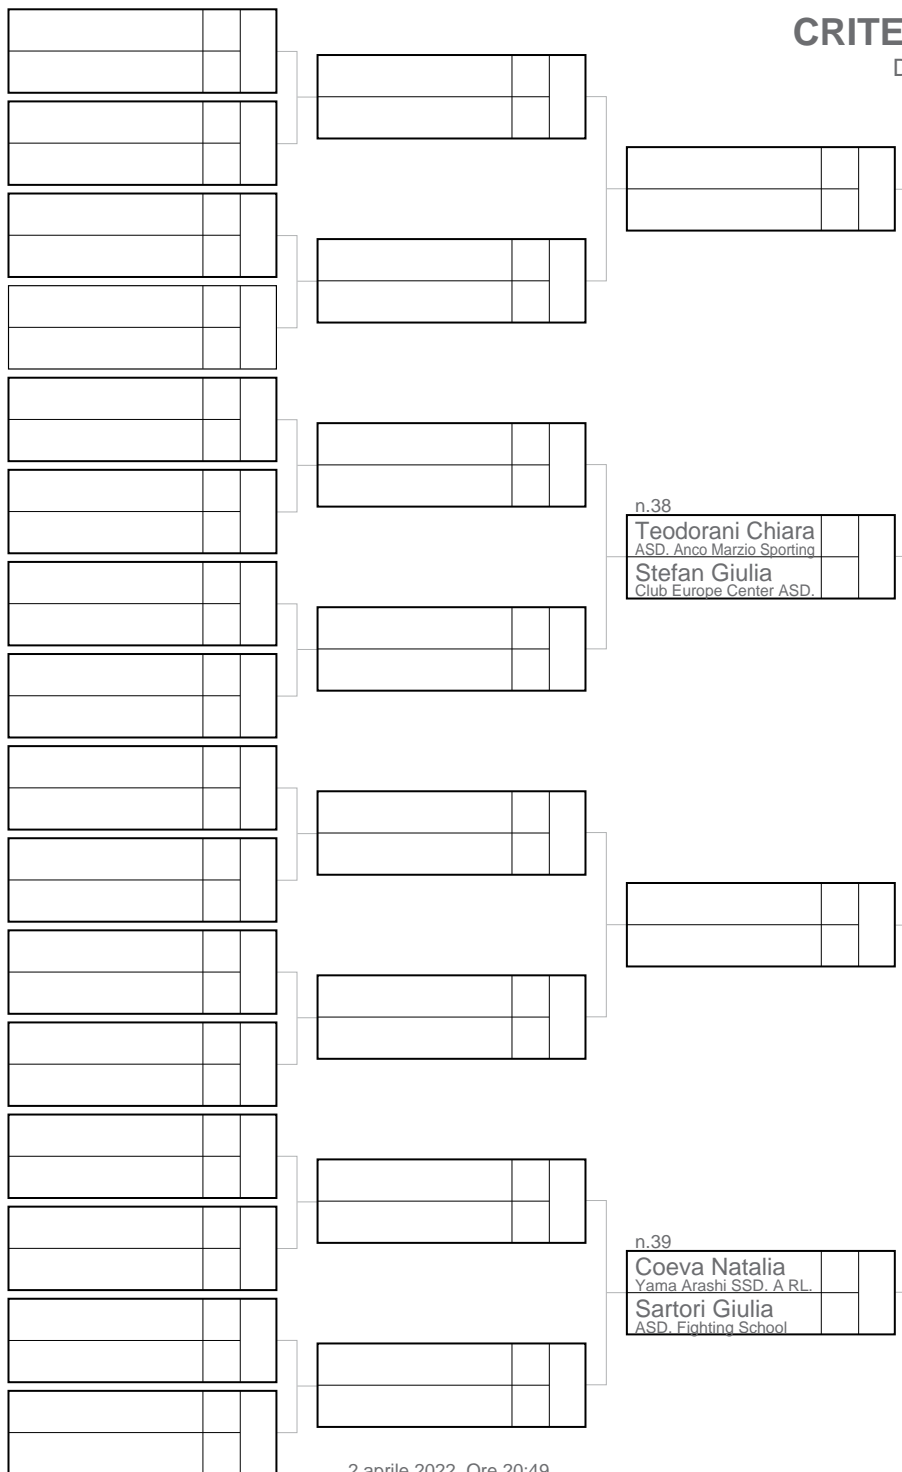 CRITE
D
n.38
Teodorani Chiara
ASD. Anco Marzio Sporting
Stefan Giulia
Club Europe Center ASD.
n.39
Coeva Natalia
Yama Arashi SSD. A RL.
Sartori Giulia
ASD. Fighting School
2 aprile 2022 Ore 20:49